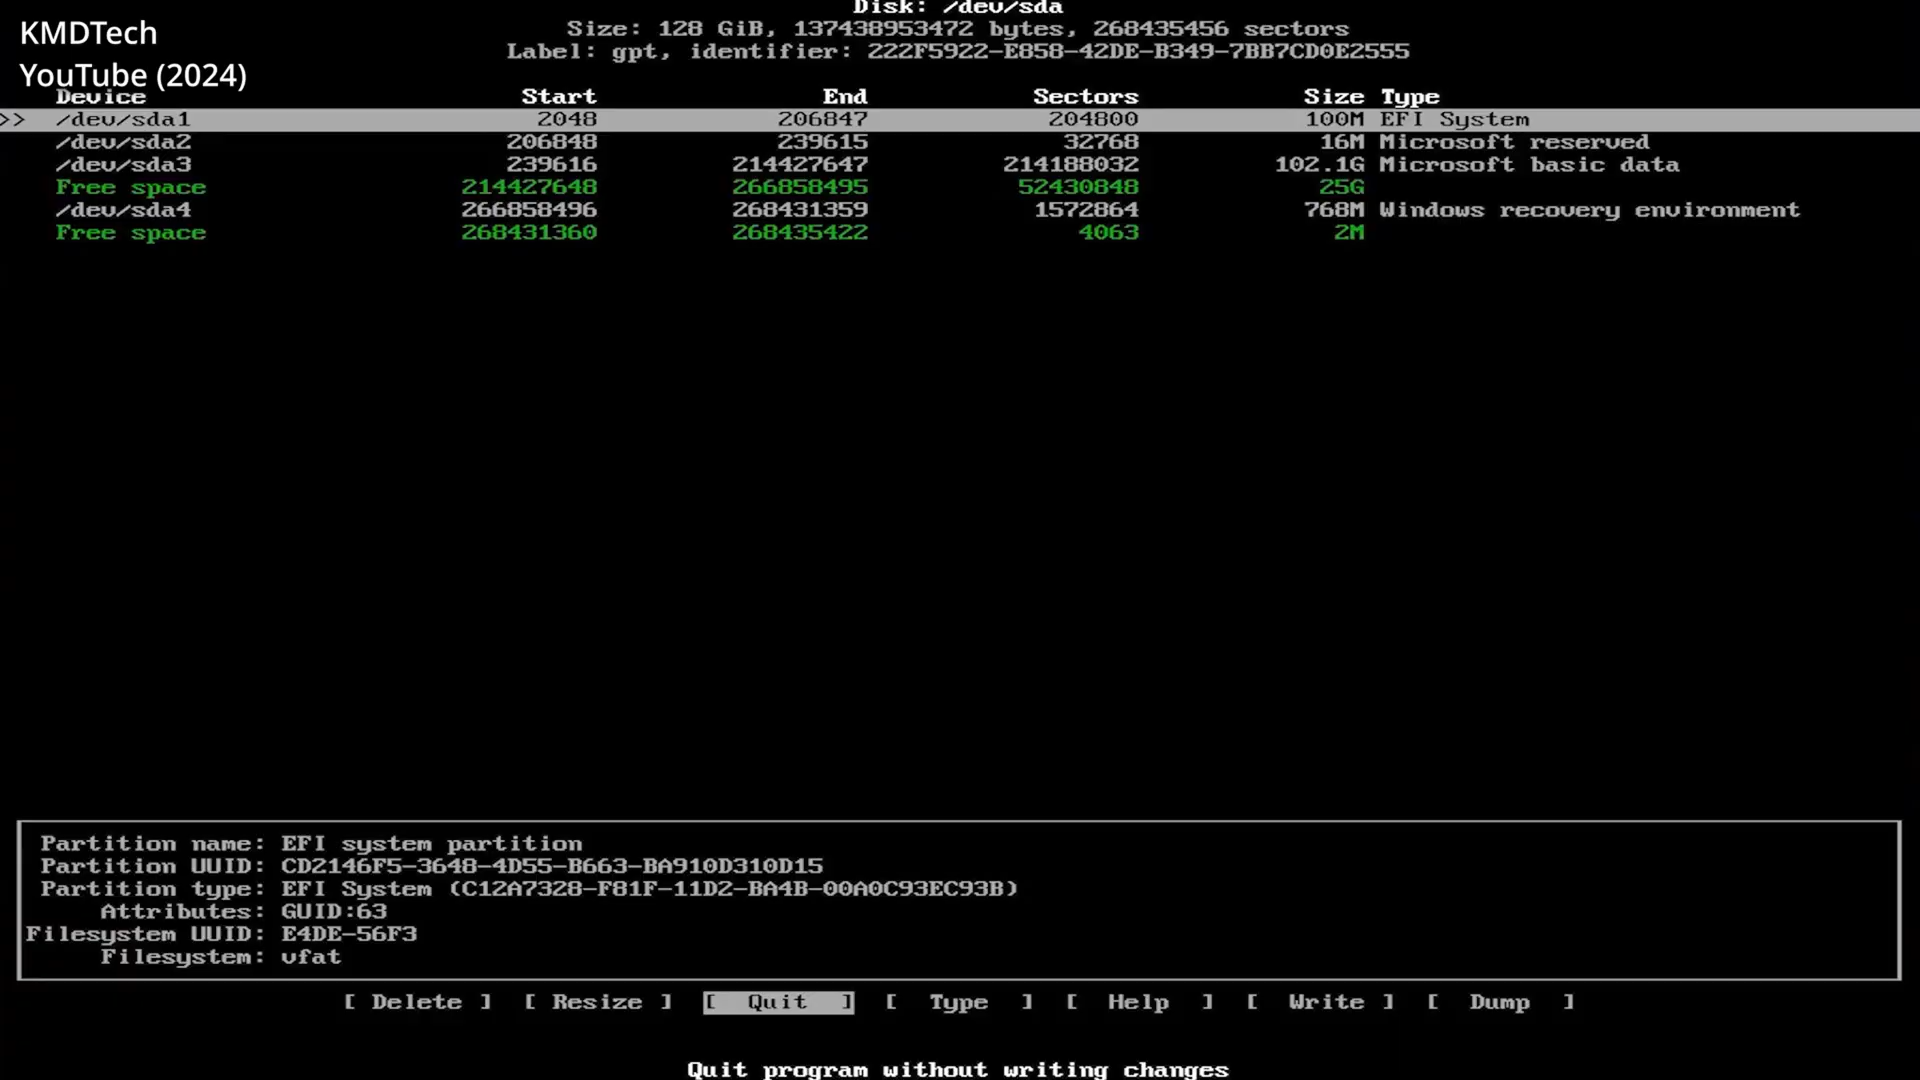 Disk: /dev/sda
KMDTech
Size: 128 GiB, 137438953472 bytes, 268435456 sectors
Label: gpt, identifier: 222F5922-E858-42DE-B349-7BB7CD0E2555
YouTube (2024)
Device Start End Sectors Size Type
>> /dev/sda1 2048 206847 204800 100M EFI System
/dev/sda2 206848 239615 32768 16M Microsoft reserved
/dev/sda3 239616 214427647 214188032 102.1G Microsoft basic data
Free space 214427648 266858495 52430848 25G
/dev/sda4 266858496 268431359 1572864 768M Windows recovery environment
Free space 268431360 268435422 4063 2M
Partition name: EFI system partition
Partition UUID: CD2146F5-3648-4D55-B663-BA910D310D15
Partition type: EFI System (C12A7328-F81F-11D2-BA4B-00A0C93EC93B)
Attributes: GUID:63
Filesystem UUID: E4DE-56F3
Filesystem: vfat
[ Delete ] [ Resize ] [ Quit ] [ Type ] [ Help ] [ Write ] [ Dump ]
Quit program without writing changes